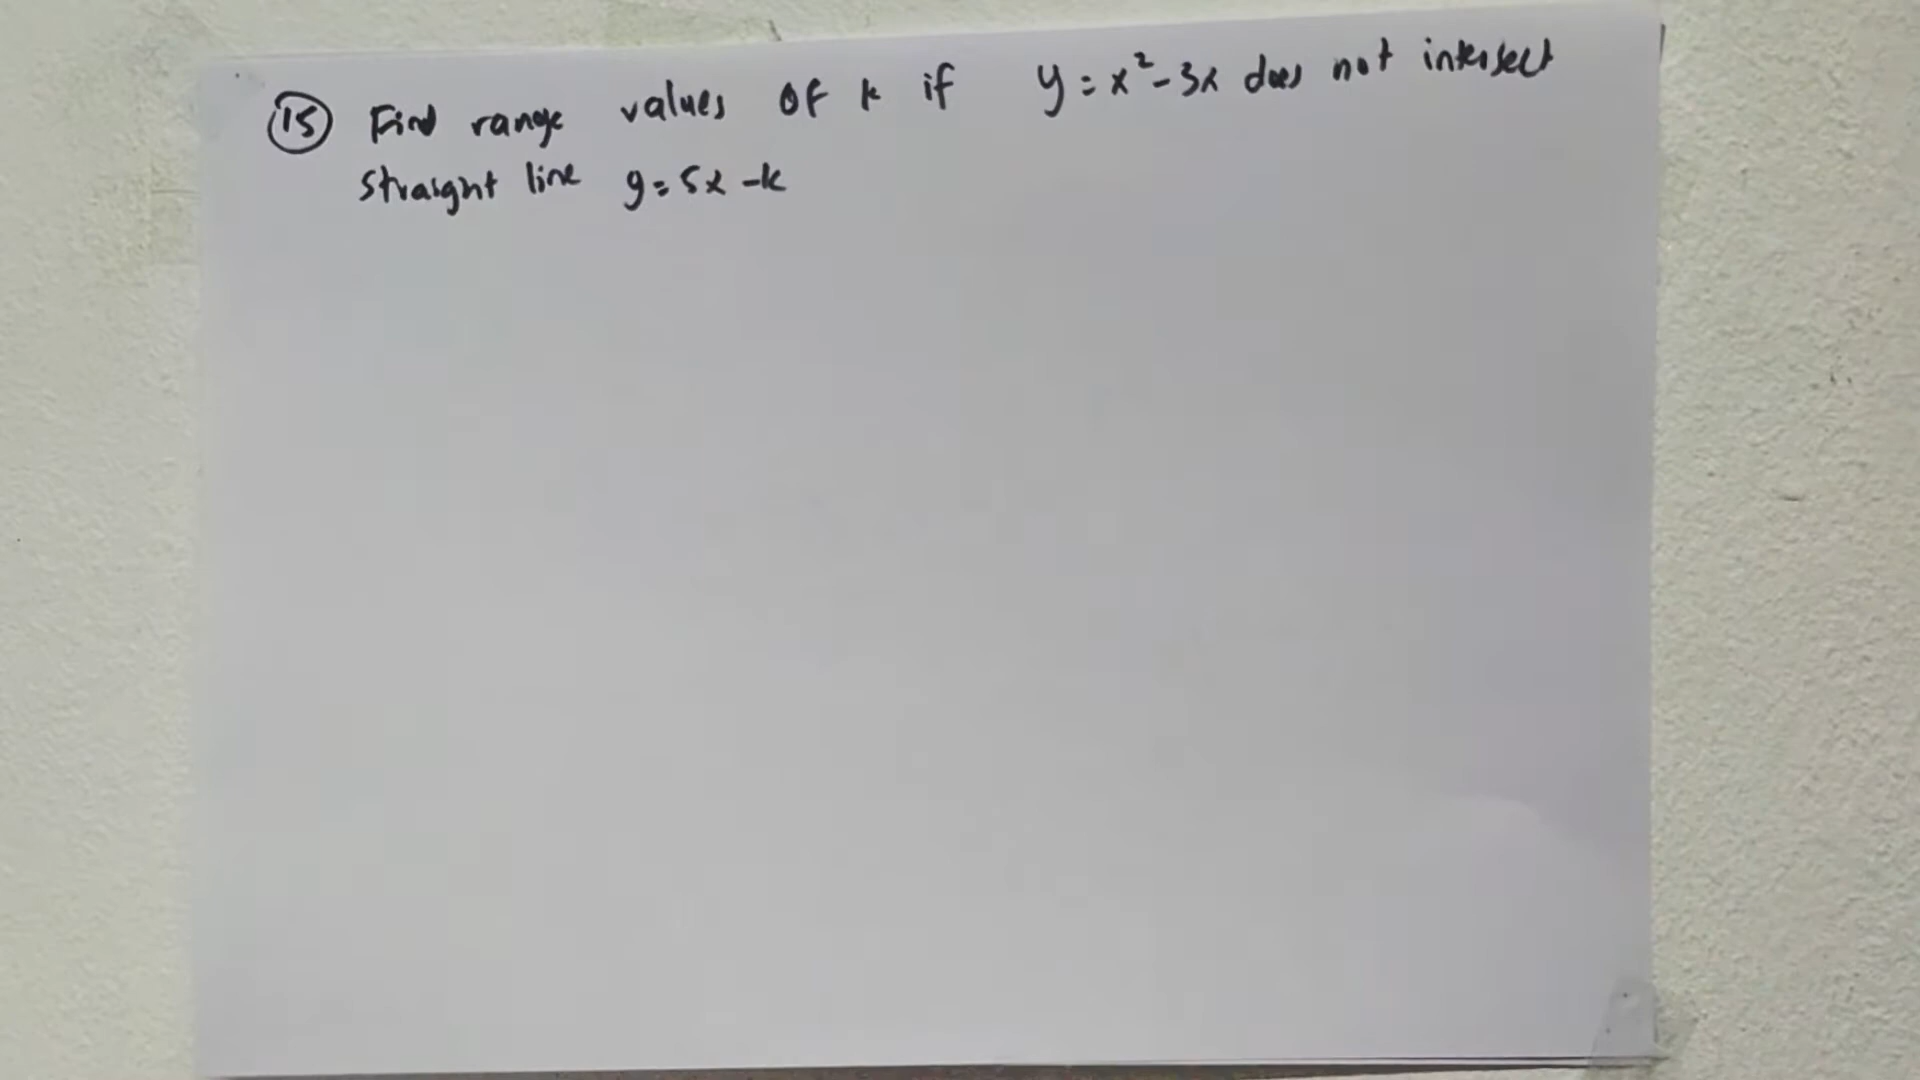 15 Find range values of k if y = x² - 3x does not intersect
straight line y = 5x - k